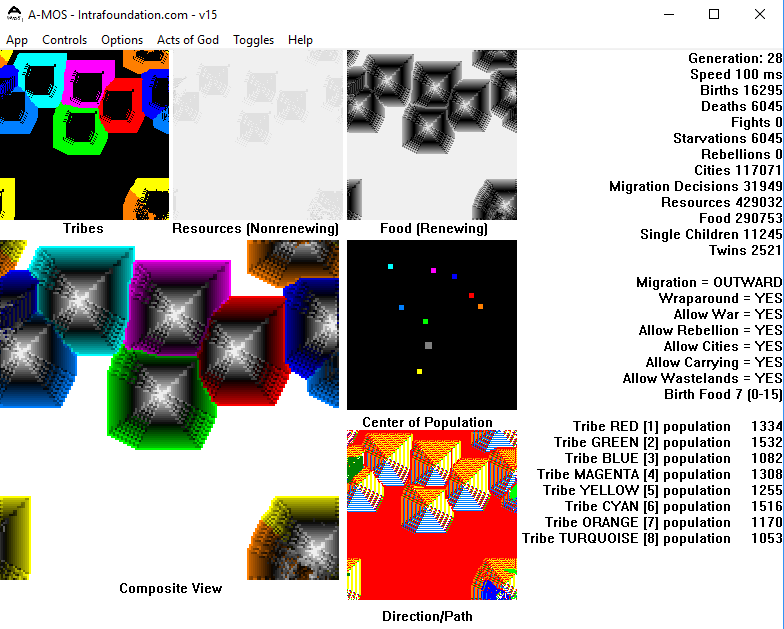 A-MOS - Intrafoundation.com - v15
App Controls Options Acts of God Toggles Help
Tribes
Resources (Nonrenewing)
Food (Renewing)
Composite View
Center of Population
Direction/Path
Generation: 28
Speed 100 ms
Births 16295
Deaths 6045
Fights 0
Starvations 6045
Rebellions 0
Cities 117071
Migration Decisions 31949
Resources 429032
Food 290753
Single Children 11245
Twins 2521
Migration = OUTWARD
Wraparound = YES
Allow War = YES
Allow Rebellion = YES
Allow Cities = YES
Allow Carrying = YES
Allow Wastelands = YES
Birth Food 7 (0-15)
Tribe RED [1] population 1334
Tribe GREEN [2] population 1532
Tribe BLUE [3] population 1082
Tribe MAGENTA [4] population 1308
Tribe YELLOW [5] population 1255
Tribe CYAN [6] population 1516
Tribe ORANGE [7] population 1170
Tribe TURQUOISE [8] population 1053